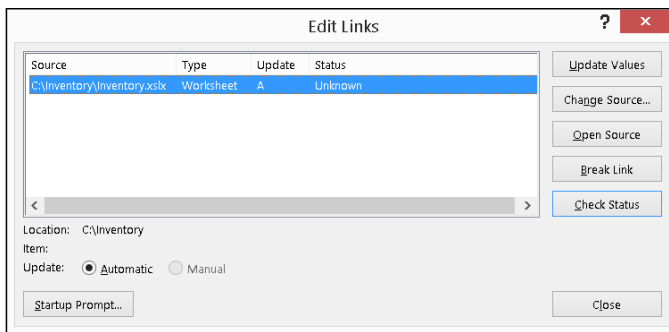 Edit Links
? x
Source Type Update Status
C:\Inventory\Inventory.xslx Worksheet A Unknown
Update Values
Change Source...
Open Source
Break Link
Check Status
Location: C:\Inventory
Item:
Update: Automatic Manual
Startup Prompt...
Close